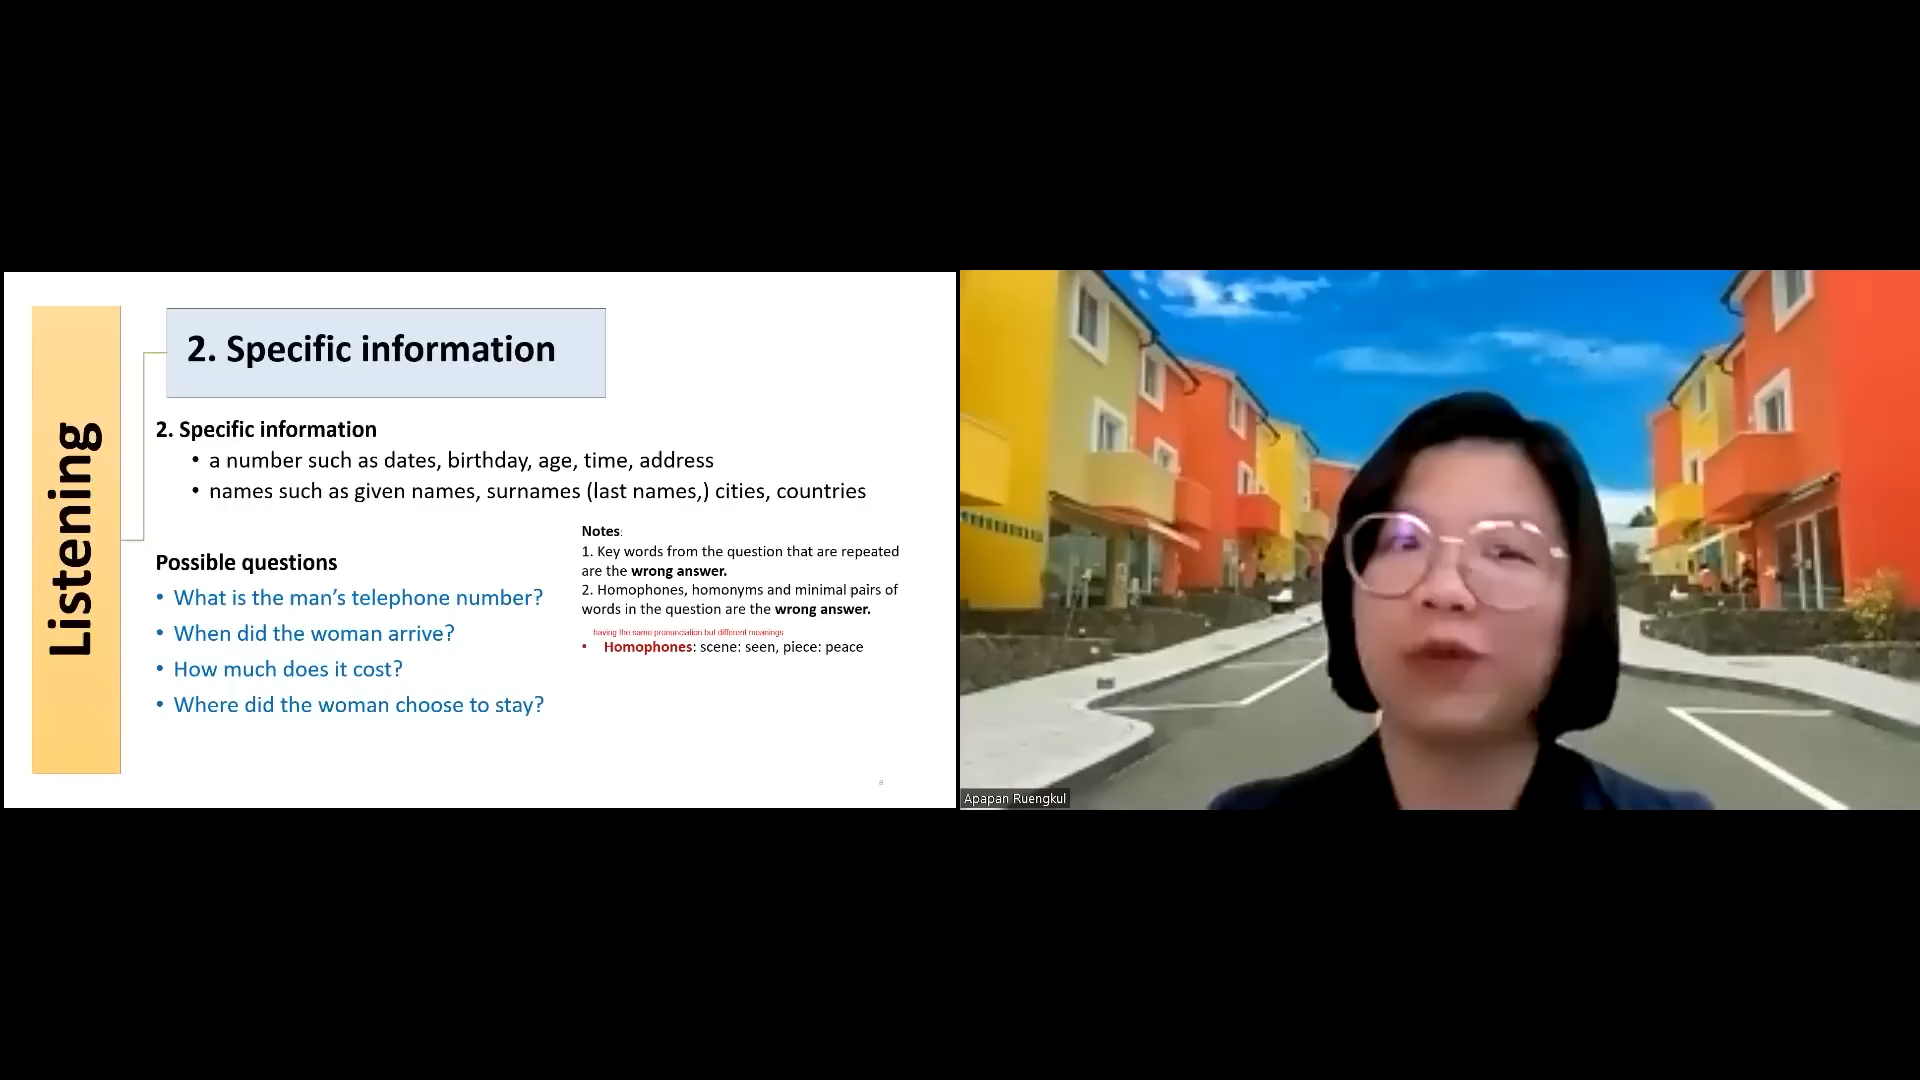 Listening
2. Specific information
2. Specific information
• a number such as dates, birthday, age, time, address
• names such as given names, surnames (last names,) cities, countries
Possible questions
• What is the man’s telephone number?
• When did the woman arrive?
• How much does it cost?
• Where did the woman choose to stay?
Notes:
1. Key words from the question that are repeated
are the wrong answer.
2. Homophones, homonyms and minimal pairs of
words in the question are the wrong answer.
having the same pronunciation but different meanings
• Homophones: scene: seen, piece: peace
8
Apapan Ruengkul